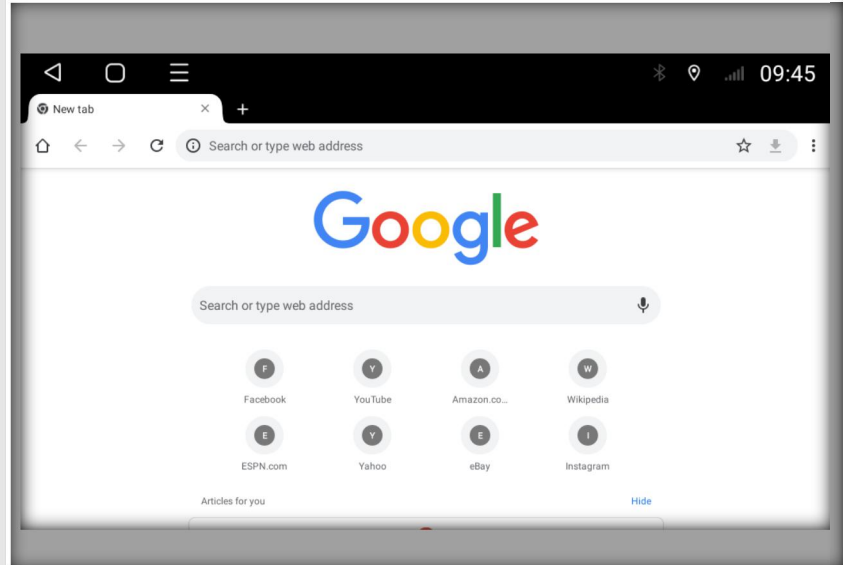 09:45
New tab
Search or type web address
Google
Search or type web address
F Y A W
Facebook YouTube Amazon.co... Wikipedia
E Y E I
ESPN.com Yahoo eBay Instagram
Articles for you Hide